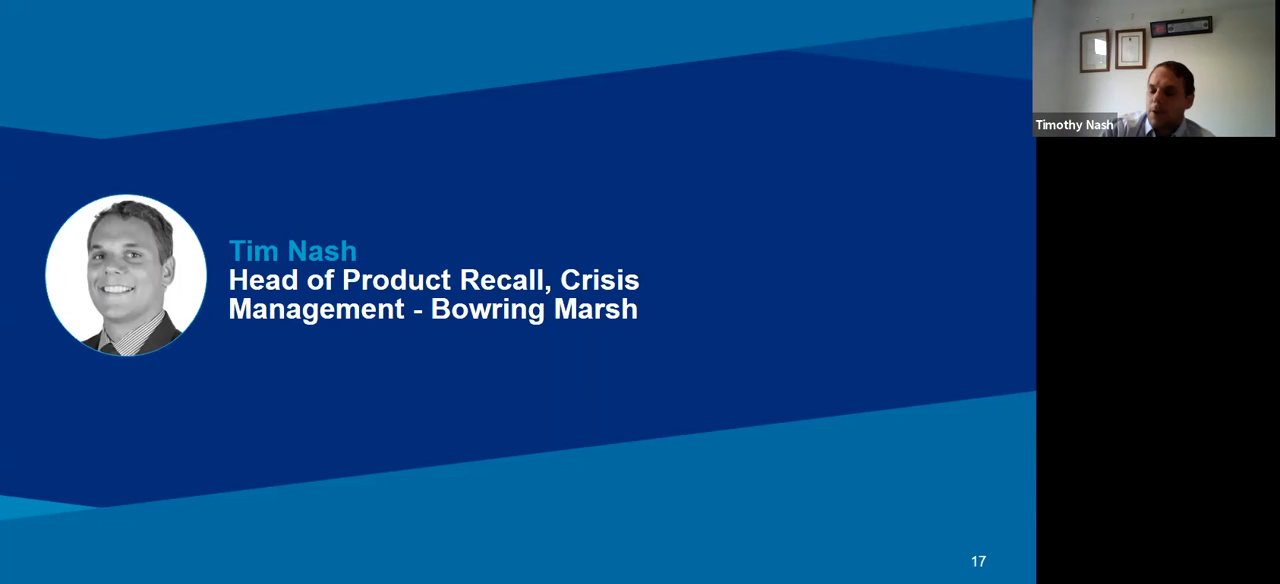 Timothy Nash
Tim Nash
Head of Product Recall, Crisis
Management - Bowring Marsh
17